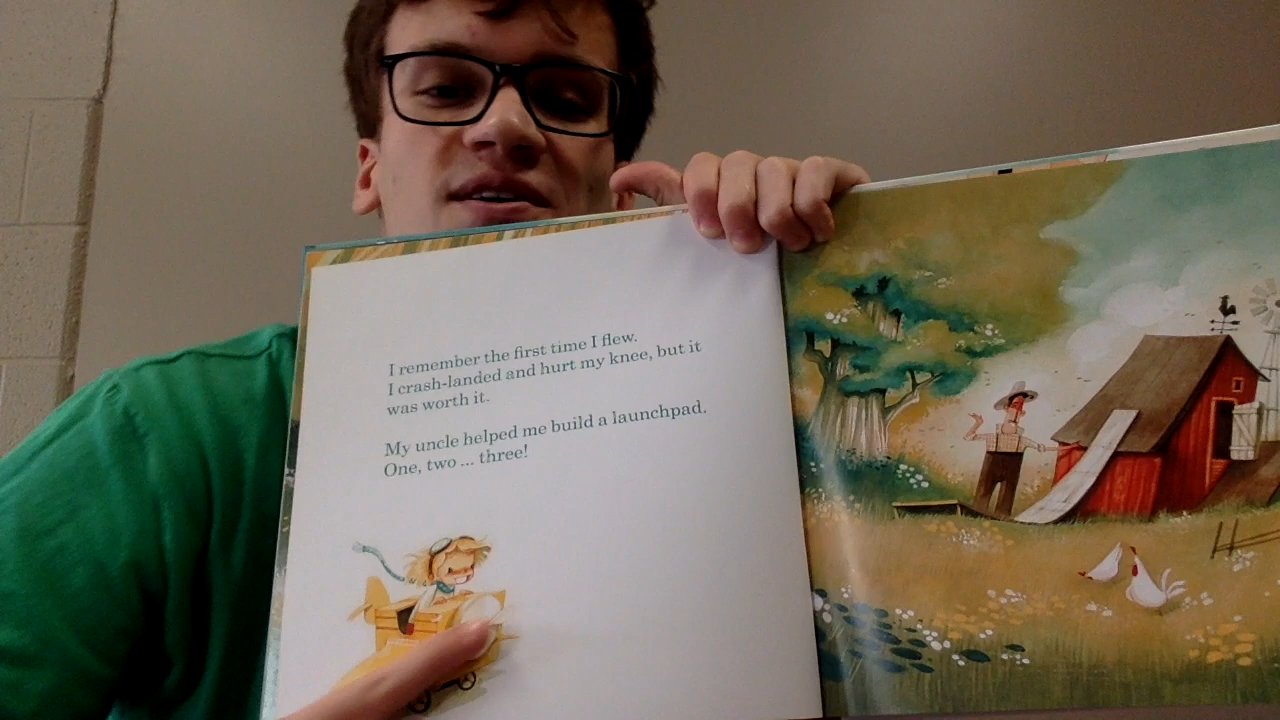 I remember the first time I flew.
I crash-landed and hurt my knee, but it
was worth it.
My uncle helped me build a launchpad.
One, two ... three!